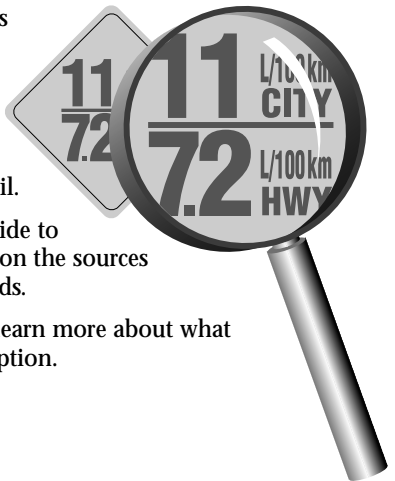 s
11
7.2
11 L/100 km
CITY
7.2 L/100 km
HWY
il.
ide to
on the sources
ds.
earn more about what
ption.